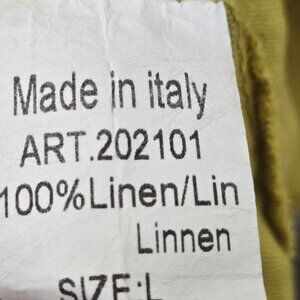 Made in italy
ART.202101
100%Linen/Lin
Linnen
SIZE:L